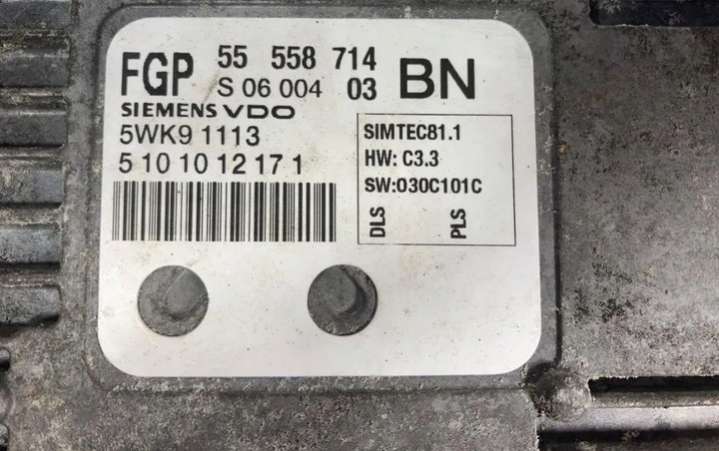 FGP 55 558 714 BN
S 06 004 03
SIEMENS VDO
5WK9 1113
5 10 10 12 17 1
SIMTEC81.1
HW: C3.3
SW:030C101C
DLS PLS